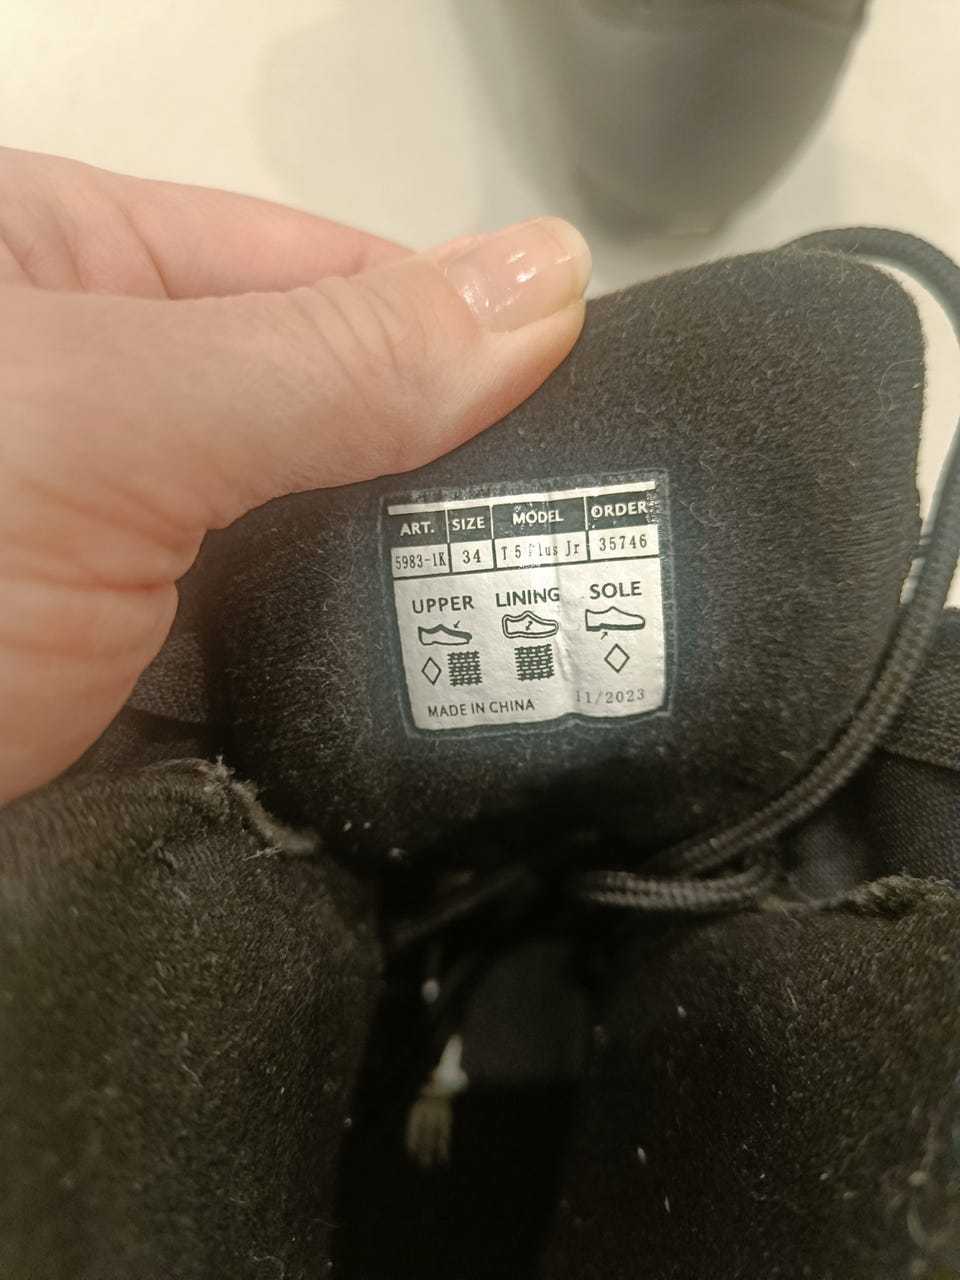 ART. SIZE MODEL ORDER
5983-1K 34 T 5 Plus Jr 35746
UPPER LINING SOLE
MADE IN CHINA 11/2023